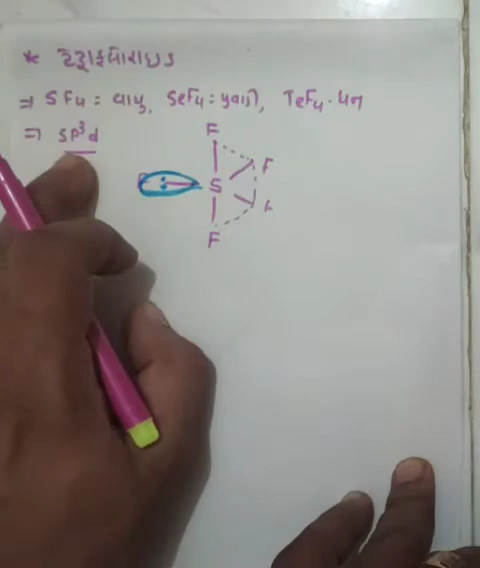 * ટેટ્રાફ્લોરાઇડ
⇒ SF₄ = વાયુ, SeF₄ = પ્રવાહી, TeF₄ - ઘન
⇒ sp³d
F
F
S
F
F